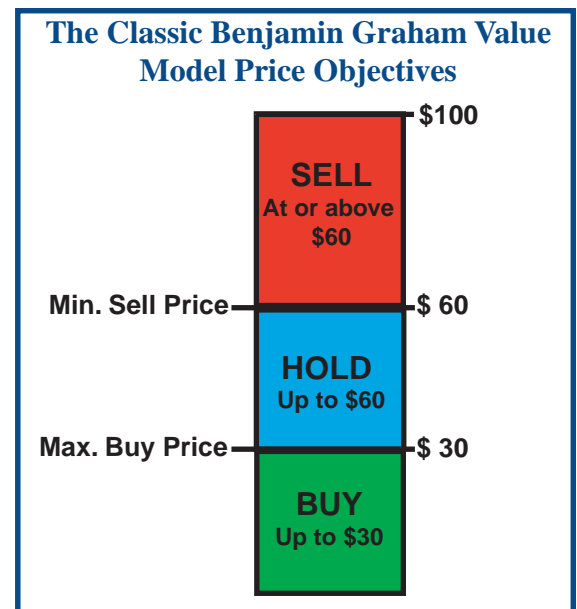 The Classic Benjamin Graham Value
Model Price Objectives
$100
SELL
At or above
$60
Min. Sell Price
$ 60
HOLD
Up to $60
Max. Buy Price
$ 30
BUY
Up to $30